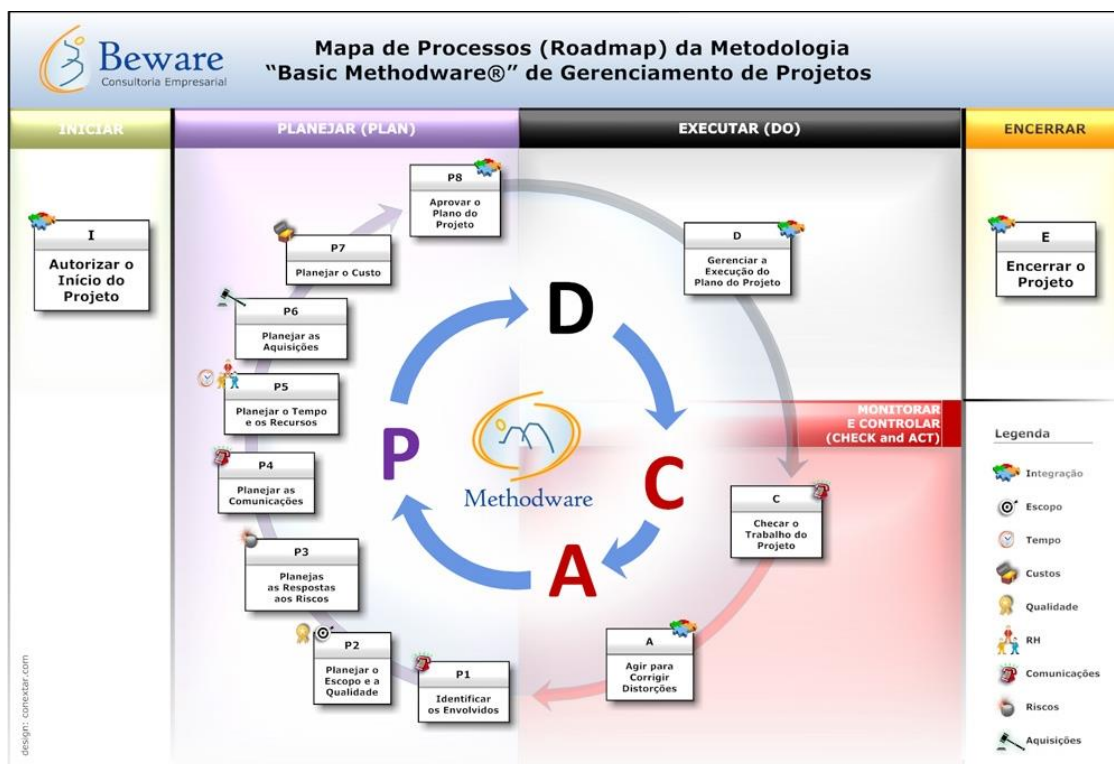 Beware
Consultoria Empresarial
Mapa de Processos (Roadmap) da Metodologia
“Basic Methodware®” de Gerenciamento de Projetos
INICIAR
PLANEJAR (PLAN)
EXECUTAR (DO)
ENCERRAR
I
Autorizar o
Início do
Projeto
P8
Aprovar o
Plano do
Projeto
P7
Planejar o Custo
P6
Planejar as
Aquisições
P5
Planejar o Tempo
e os Recursos
P4
Planejar as
Comunicações
P3
Planejas
as Respostas
aos Riscos
P2
Planejar o
Escopo e a
Qualidade
P1
Identificar
os Envolvidos
D
Gerenciar a
Execução do
Plano do Projeto
D
P
C
A
Methodware
MONITORAR
E CONTROLAR
(CHECK and ACT)
C
Checar o
Trabalho do
Projeto
A
Agir para
Corrigir
Distorções
E
Encerrar o
Projeto
Legenda
Integração
Escopo
Tempo
Custos
Qualidade
RH
Comunicações
Riscos
Aquisições
design: conextar.com